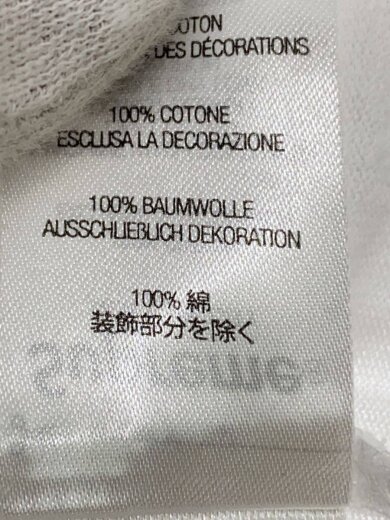 COTON
DES DÉCORATIONS
100% COTONE
ESCLUSA LA DECORAZIONE
100% BAUMWOLLE
AUSSCHLIEßLICH DEKORATION
100% 綿
装飾部分を除く